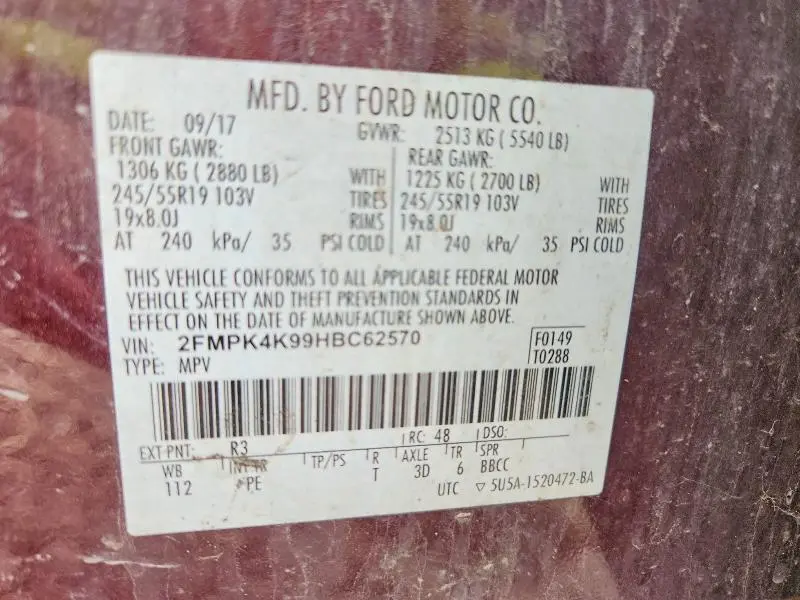 MFD. BY FORD MOTOR CO.
DATE: 09/17 GVWR: 2513 KG ( 5540 LB)
FRONT GAWR: REAR GAWR:
1306 KG ( 2880 LB) WITH 1225 KG ( 2700 LB) WITH
245/55R19 103V TIRES 245/55R19 103V TIRES
19x8.0J RIMS 19x8.0J RIMS
AT 240 kPa/ 35 PSI COLD AT 240 kPa/ 35 PSI COLD
THIS VEHICLE CONFORMS TO ALL APPLICABLE FEDERAL MOTOR
VEHICLE SAFETY AND THEFT PREVENTION STANDARDS IN
EFFECT ON THE DATE OF MANUFACTURE SHOWN ABOVE.
VIN: 2FMPK4K99HBC62570 F0149
TYPE: MPV T0288
EXT PNT: R3 RC: 48 DSO:
WB INT TR TP/PS R AXLE TR SPR
112 PE T 3D 6 BBCC
UTC ▽ 5U5A-1520472-BA